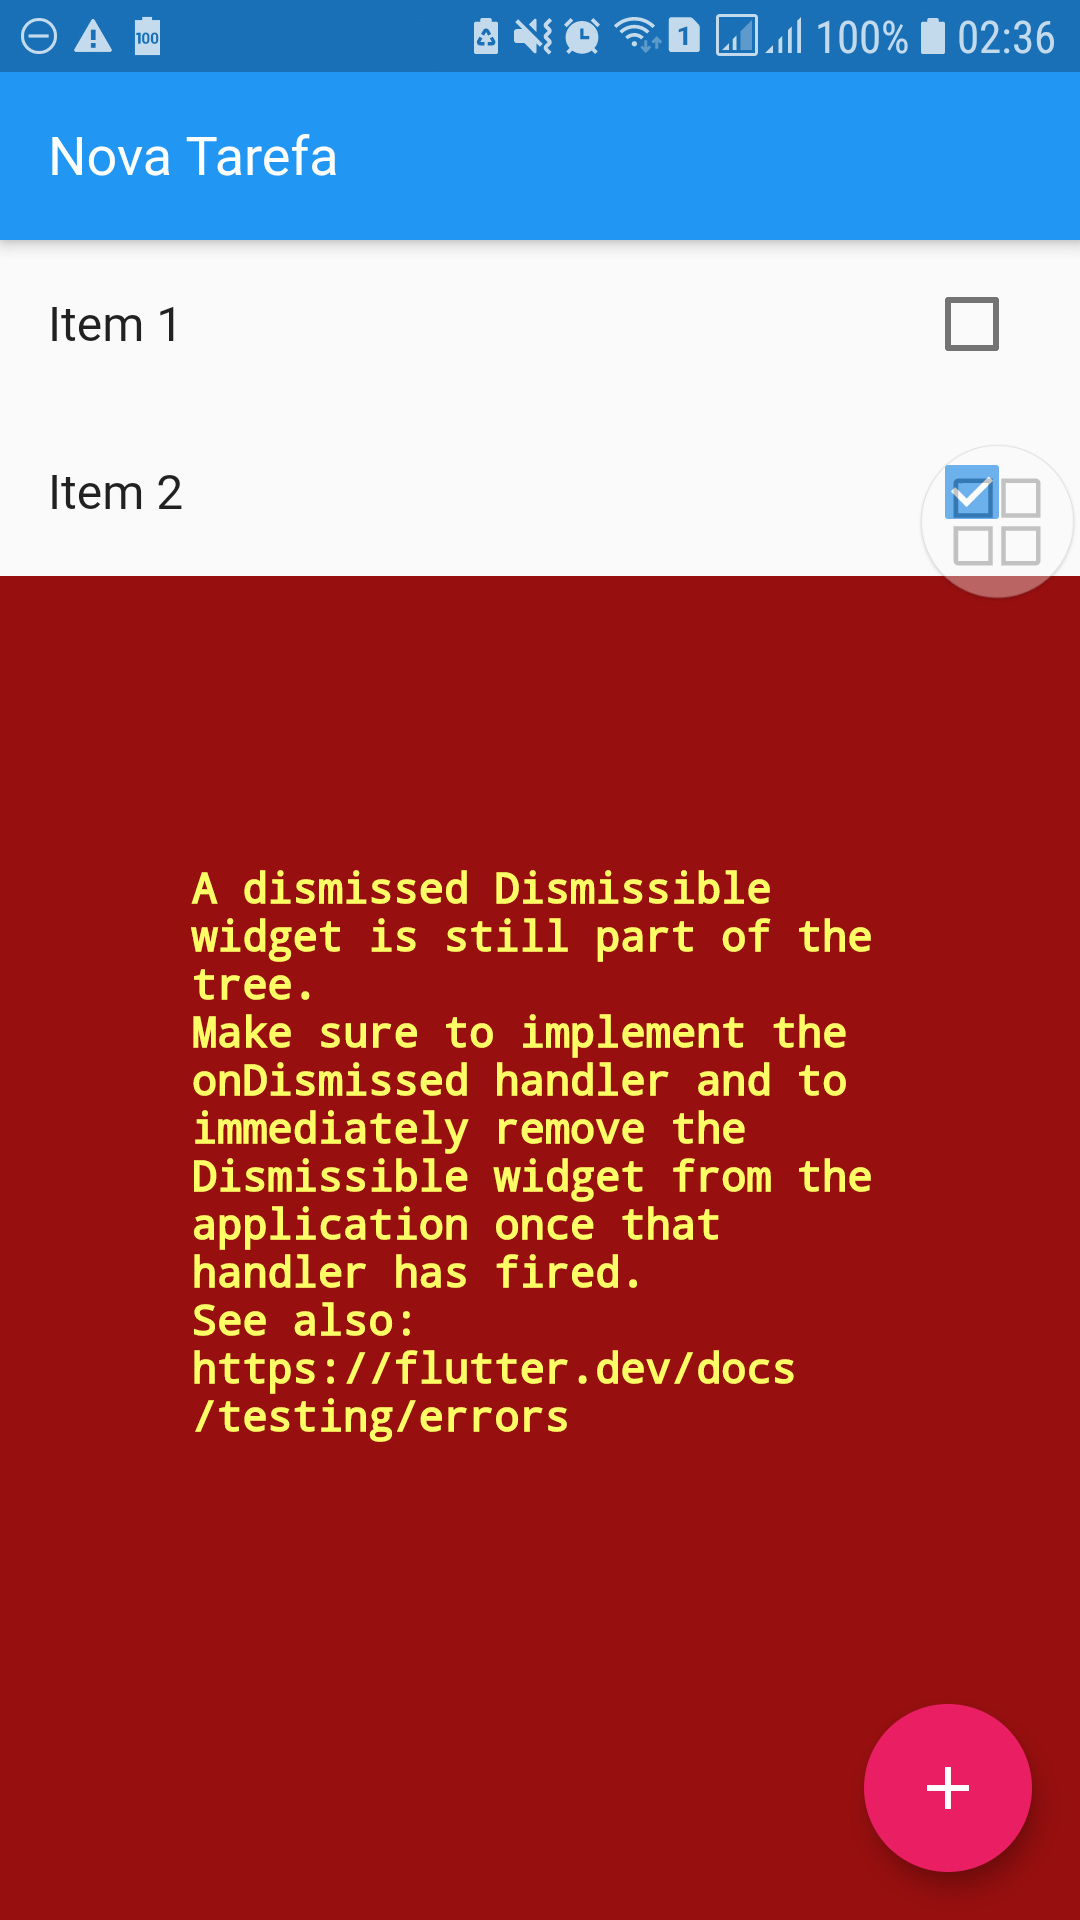 100 1 100% 02:36
Nova Tarefa
Item 1
Item 2
A dismissed Dismissible
widget is still part of the
tree.
Make sure to implement the
onDismissed handler and to
immediately remove the
Dismissible widget from the
application once that
handler has fired.
See also:
https://flutter.dev/docs
/testing/errors